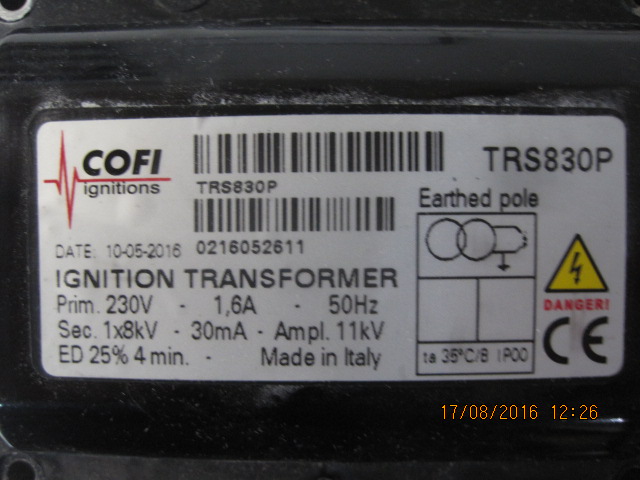 COFI
ignitions
TRS830P
TRS830P
Earthed pole
DATE: 10-05-2016 0216052611
IGNITION TRANSFORMER
Prim. 230V - 1,6A - 50Hz
Sec. 1x8kV - 30mA - Ampl. 11kV
ED 25% 4 min. - Made in Italy
DANGER!
CE
ta 35°C/B IP00
17/08/2016 12:26